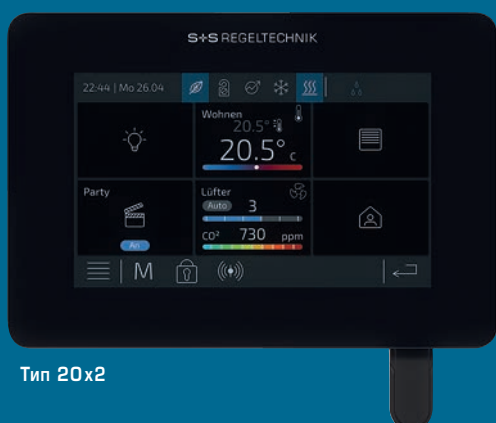 S+S REGELTECHNIK
22:44 | Mo 26.04
Wohnen
20.5°
20.5° C
Party
An
Lüfter
Auto 3
CO² 730 ppm
M
Тип 20x2